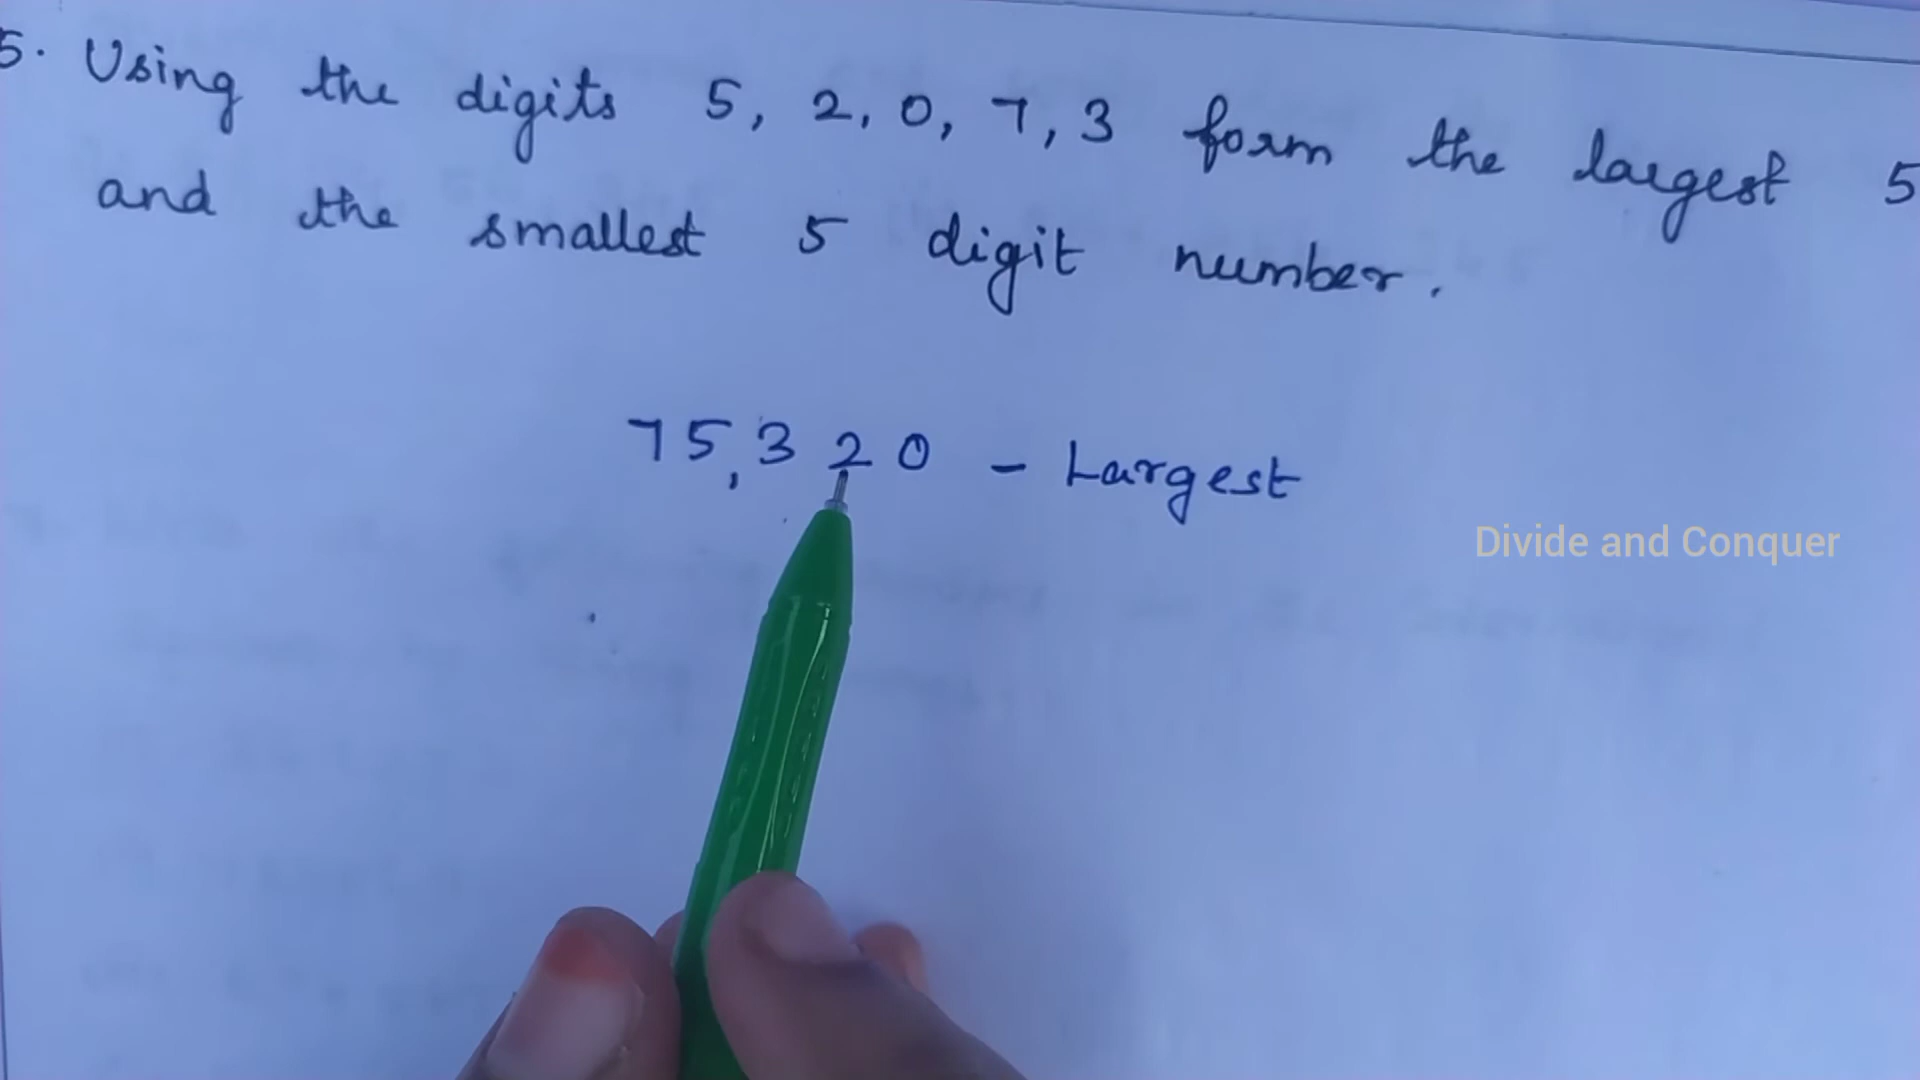 5. Using the digits 5, 2, 0, 7, 3 form the largest 5
and the smallest 5 digit number.
75,320 - Largest
Divide and Conquer